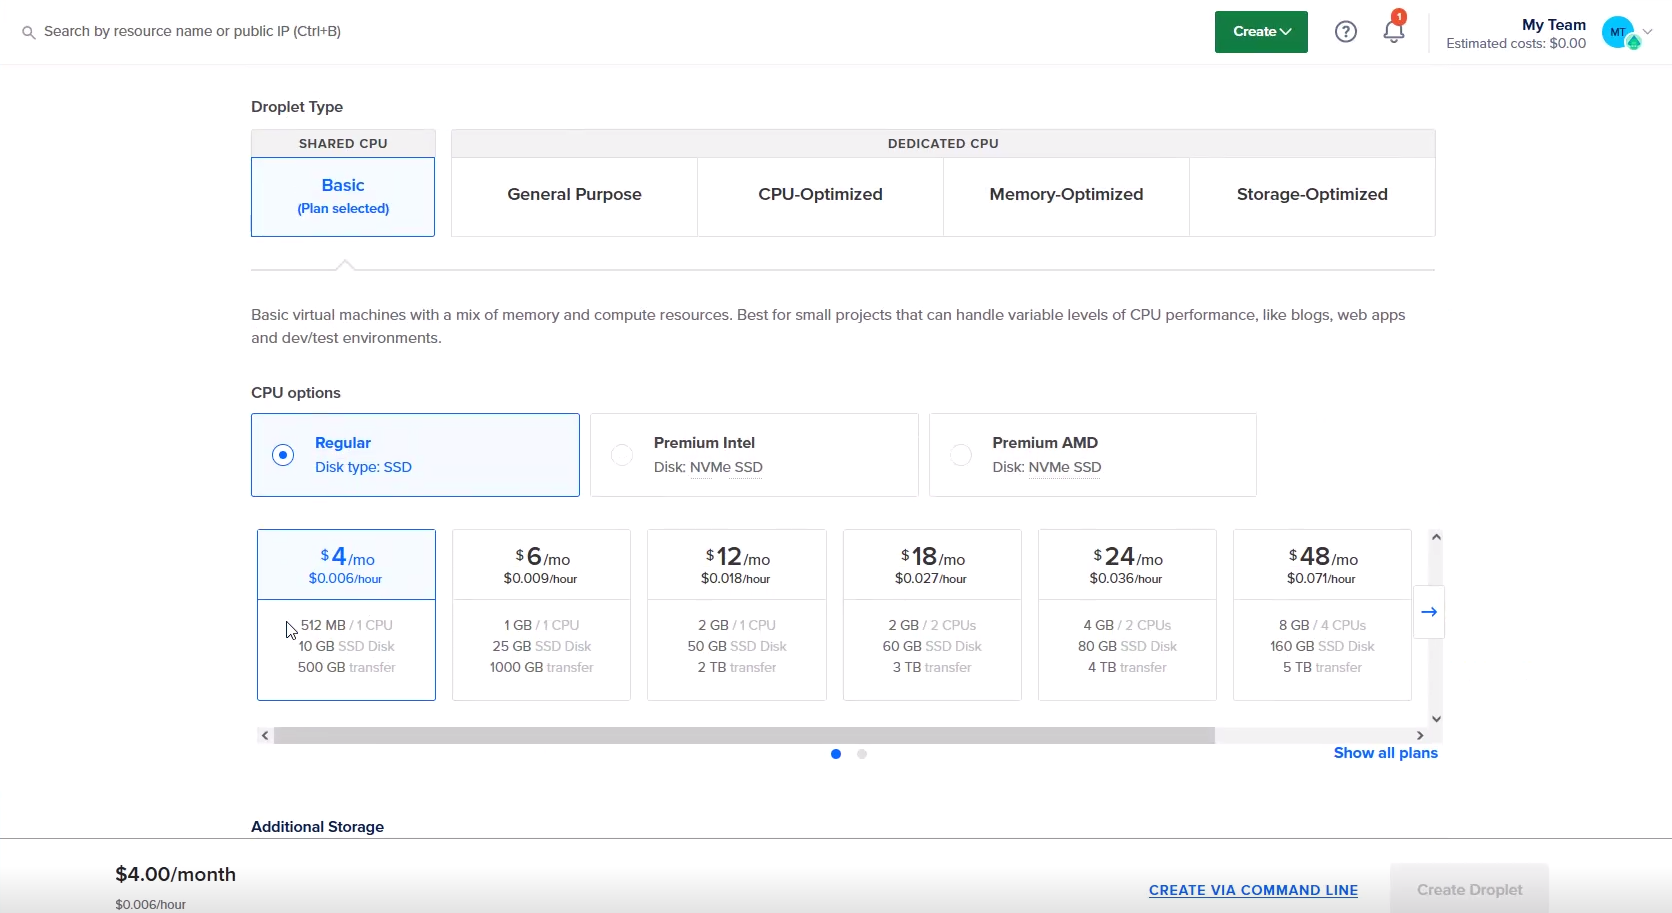 Search by resource name or public IP (Ctrl+B)
Create
?
1
My Team
Estimated costs: $0.00
MT
Droplet Type
SHARED CPU
DEDICATED CPU
Basic
(Plan selected)
General Purpose
CPU-Optimized
Memory-Optimized
Storage-Optimized
Basic virtual machines with a mix of memory and compute resources. Best for small projects that can handle variable levels of CPU performance, like blogs, web apps
and dev/test environments.
CPU options
Regular
Disk type: SSD
Premium Intel
Disk: NVMe SSD
Premium AMD
Disk: NVMe SSD
$4/mo
$0.006/hour
512 MB / 1 CPU
10 GB SSD Disk
500 GB transfer
$6/mo
$0.009/hour
1 GB / 1 CPU
25 GB SSD Disk
1000 GB transfer
$12/mo
$0.018/hour
2 GB / 1 CPU
50 GB SSD Disk
2 TB transfer
$18/mo
$0.027/hour
2 GB / 2 CPUs
60 GB SSD Disk
3 TB transfer
$24/mo
$0.036/hour
4 GB / 2 CPUs
80 GB SSD Disk
4 TB transfer
$48/mo
$0.071/hour
8 GB / 4 CPUs
160 GB SSD Disk
5 TB transfer
Show all plans
Additional Storage
$4.00/month
$0.006/hour
CREATE VIA COMMAND LINE
Create Droplet